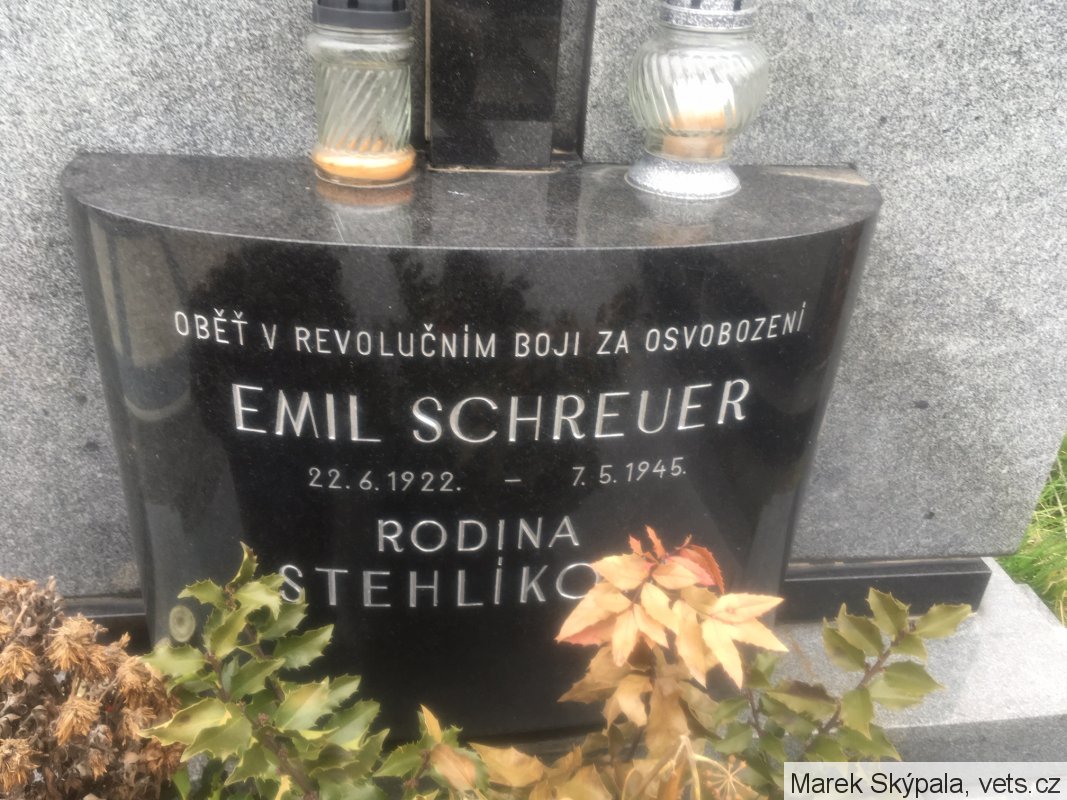 OBĚŤ V REVOLUČNÍM BOJI ZA OSVOBOZENÍ
EMIL SCHREUER
22.6.1922. – 7.5.1945.
RODINA
Marek Skýpala, vets.cz